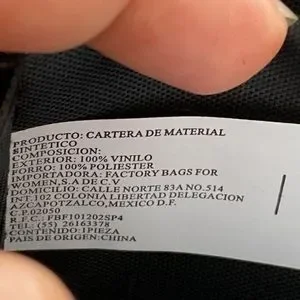 PRODUCTO: CARTERA DE MATERIAL
SINTETICO
COMPOSICION:
EXTERIOR: 100% VINILO
FORRO: 100% POLIESTER
IMPORTADORA: FACTORY BAGS FOR
WOMEN,S.A DE C.V
DOMICILIO: CALLE NORTE 83A NO.514
INT.102 COLONIA LIBERTAD DELEGACION
AZCAPOTZALCO,MEXICO D.F.
C.P.02050
R.F.C.: FBF101202SP4
TEL: (55) 26163378
CONTENIDO: 1PIEZA
PAIS DE ORIGEN: CHINA